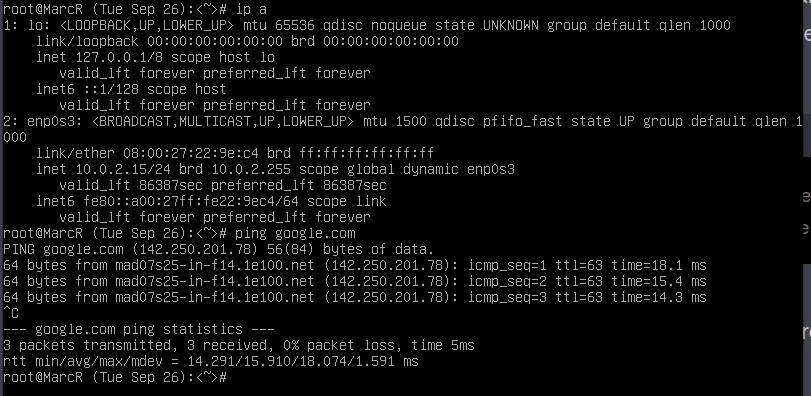 root@MarcR (Tue Sep 26):<~># ip a
1: lo: <LOOPBACK,UP,LOWER_UP> mtu 65536 qdisc noqueue state UNKNOWN group default qlen 1000
    link/loopback 00:00:00:00:00:00 brd 00:00:00:00:00:00
    inet 127.0.0.1/8 scope host lo
       valid_lft forever preferred_lft forever
    inet6 ::1/128 scope host
       valid_lft forever preferred_lft forever
2: enp0s3: <BROADCAST,MULTICAST,UP,LOWER_UP> mtu 1500 qdisc pfifo_fast state UP group default qlen 1
000
    link/ether 08:00:27:22:9e:c4 brd ff:ff:ff:ff:ff:ff
    inet 10.0.2.15/24 brd 10.0.2.255 scope global dynamic enp0s3
       valid_lft 86387sec preferred_lft 86387sec
    inet6 fe80::a00:27ff:fe22:9ec4/64 scope link
       valid_lft forever preferred_lft forever
root@MarcR (Tue Sep 26):<~># ping google.com
PING google.com (142.250.201.78) 56(84) bytes of data.
64 bytes from mad07s25-in-f14.1e100.net (142.250.201.78): icmp_seq=1 ttl=63 time=18.1 ms
64 bytes from mad07s25-in-f14.1e100.net (142.250.201.78): icmp_seq=2 ttl=63 time=15.4 ms
64 bytes from mad07s25-in-f14.1e100.net (142.250.201.78): icmp_seq=3 ttl=63 time=14.3 ms
^C
--- google.com ping statistics ---
3 packets transmitted, 3 received, 0% packet loss, time 5ms
rtt min/avg/max/mdev = 14.291/15.910/18.074/1.591 ms
root@MarcR (Tue Sep 26):<~>#